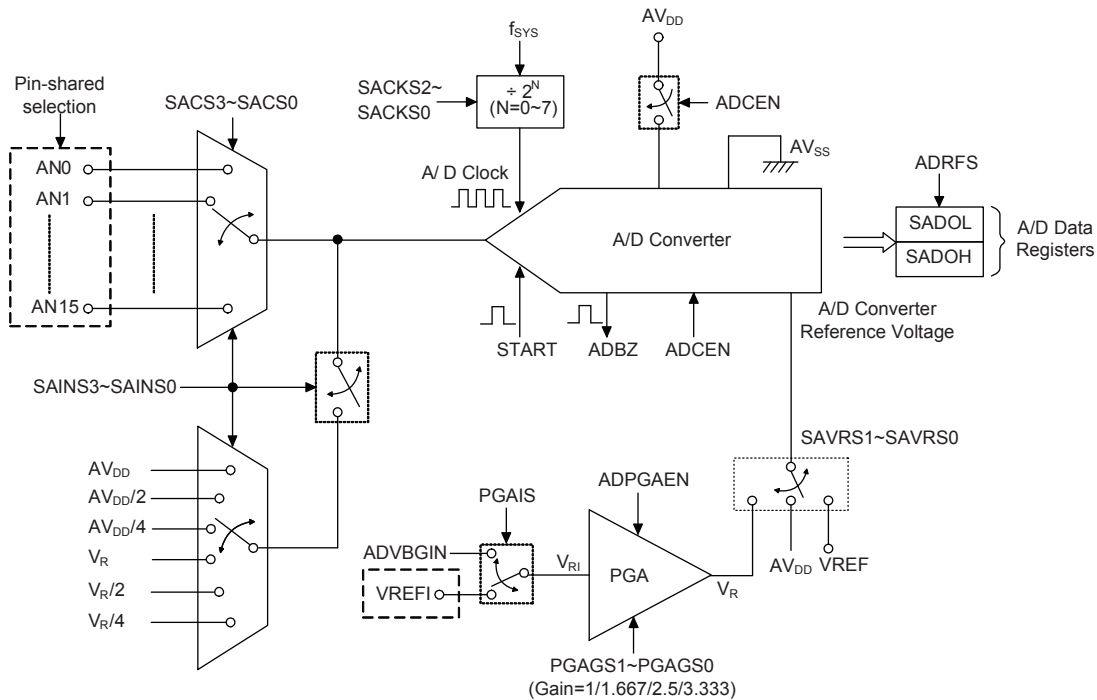 Pin-shared
selection
AN0
AN1
AN15
SACS3~SACS0
SAINS3~SAINS0
AV_DD
AV_DD/2
AV_DD/4
V_R
V_R/2
V_R/4
f_SYS
SACKS2~
SACKS0
÷ 2^N
(N=0~7)
A/ D Clock
AV_DD
ADCEN
AV_SS
A/D Converter
START
ADBZ
ADCEN
A/D Converter
Reference Voltage
ADRFS
SADOL
SADOH
A/D Data
Registers
SAVRS1~SAVRS0
AV_DD
VREF
PGAIS
ADVBGIN
VREFI
V_RI
ADPGAEN
PGA
V_R
PGAGS1~PGAGS0
(Gain=1/1.667/2.5/3.333)